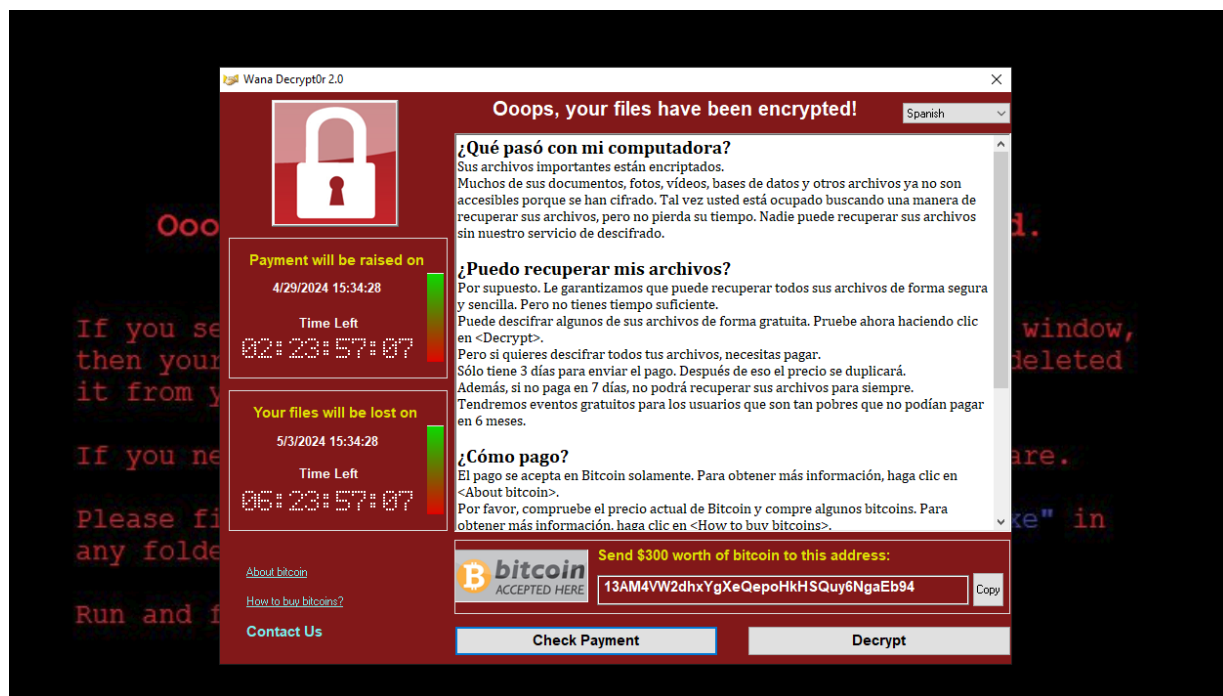 Wana Decrypt0r 2.0
Ooops, your files have been encrypted!
Spanish
¿Qué pasó con mi computadora?
Sus archivos importantes están encriptados.
Muchos de sus documentos, fotos, vídeos, bases de datos y otros archivos ya no son
accesibles porque se han cifrado. Tal vez usted está ocupado buscando una manera de
recuperar sus archivos, pero no pierda su tiempo. Nadie puede recuperar sus archivos
sin nuestro servicio de descifrado.
¿Puedo recuperar mis archivos?
Por supuesto. Le garantizamos que puede recuperar todos sus archivos de forma segura
y sencilla. Pero no tienes tiempo suficiente.
Puede descifrar algunos de sus archivos de forma gratuita. Pruebe ahora haciendo clic
en <Decrypt>.
Pero si quieres descifrar todos tus archivos, necesitas pagar.
Sólo tiene 3 días para enviar el pago. Después de eso el precio se duplicará.
Además, si no paga en 7 días, no podrá recuperar sus archivos para siempre.
Tendremos eventos gratuitos para los usuarios que son tan pobres que no podían pagar
en 6 meses.
¿Cómo pago?
El pago se acepta en Bitcoin solamente. Para obtener más información, haga clic en
<About bitcoin>.
Por favor, compruebe el precio actual de Bitcoin y compre algunos bitcoins. Para
obtener más información, haga clic en <How to buy bitcoins>.
Payment will be raised on
4/29/2024 15:34:28
Time Left
02:23:57:07
Your files will be lost on
5/3/2024 15:34:28
Time Left
06:23:57:07
About bitcoin
How to buy bitcoins?
Contact Us
bitcoin
ACCEPTED HERE
Send $300 worth of bitcoin to this address:
13AM4VW2dhxYgXeQepoHkHSQuy6NgaEb94
Copy
Check Payment
Decrypt
If you
window,
then your
deleted
it from
If you
Please
in
any
Run and